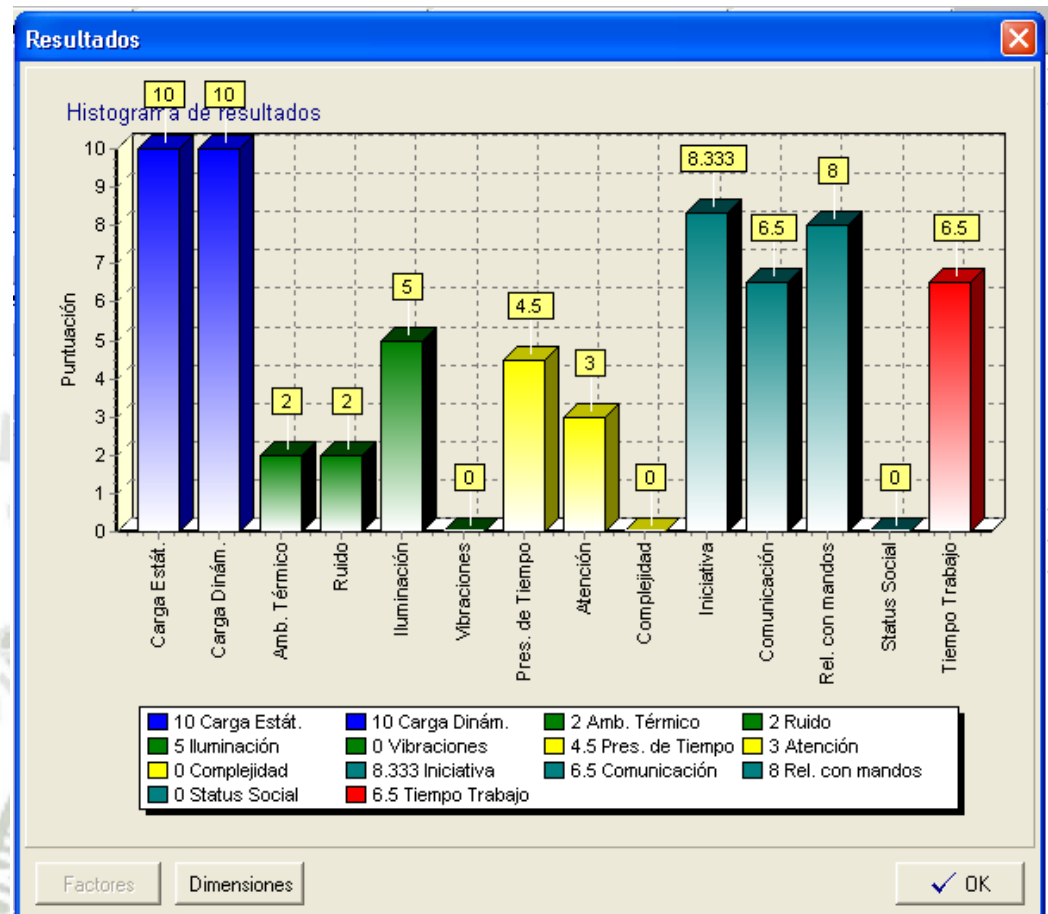 Resultados
Histograma de resultados
10
10
2
2
5
0
4.5
3
0
8.333
6.5
8
0
6.5
Puntuación
10
9
8
7
6
5
4
3
2
1
0
Carga Estát.
Carga Dinám.
Amb. Térmico
Ruido
Iluminación
Vibraciones
Pres. de Tiempo
Atención
Complejidad
Iniciativa
Comunicación
Rel. con mandos
Status Social
Tiempo Trabajo
10 Carga Estát. 10 Carga Dinám. 2 Amb. Térmico 2 Ruido
5 Iluminación 0 Vibraciones 4.5 Pres. de Tiempo 3 Atención
0 Complejidad 8.333 Iniciativa 6.5 Comunicación 8 Rel. con mandos
0 Status Social 6.5 Tiempo Trabajo
Factores Dimensiones OK